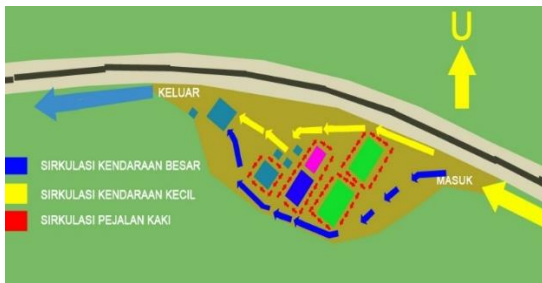 U
KELUAR
MASUK
SIRKULASI KENDARAAN BESAR
SIRKULASI KENDARAAN KECIL
SIRKULASI PEJALAN KAKI